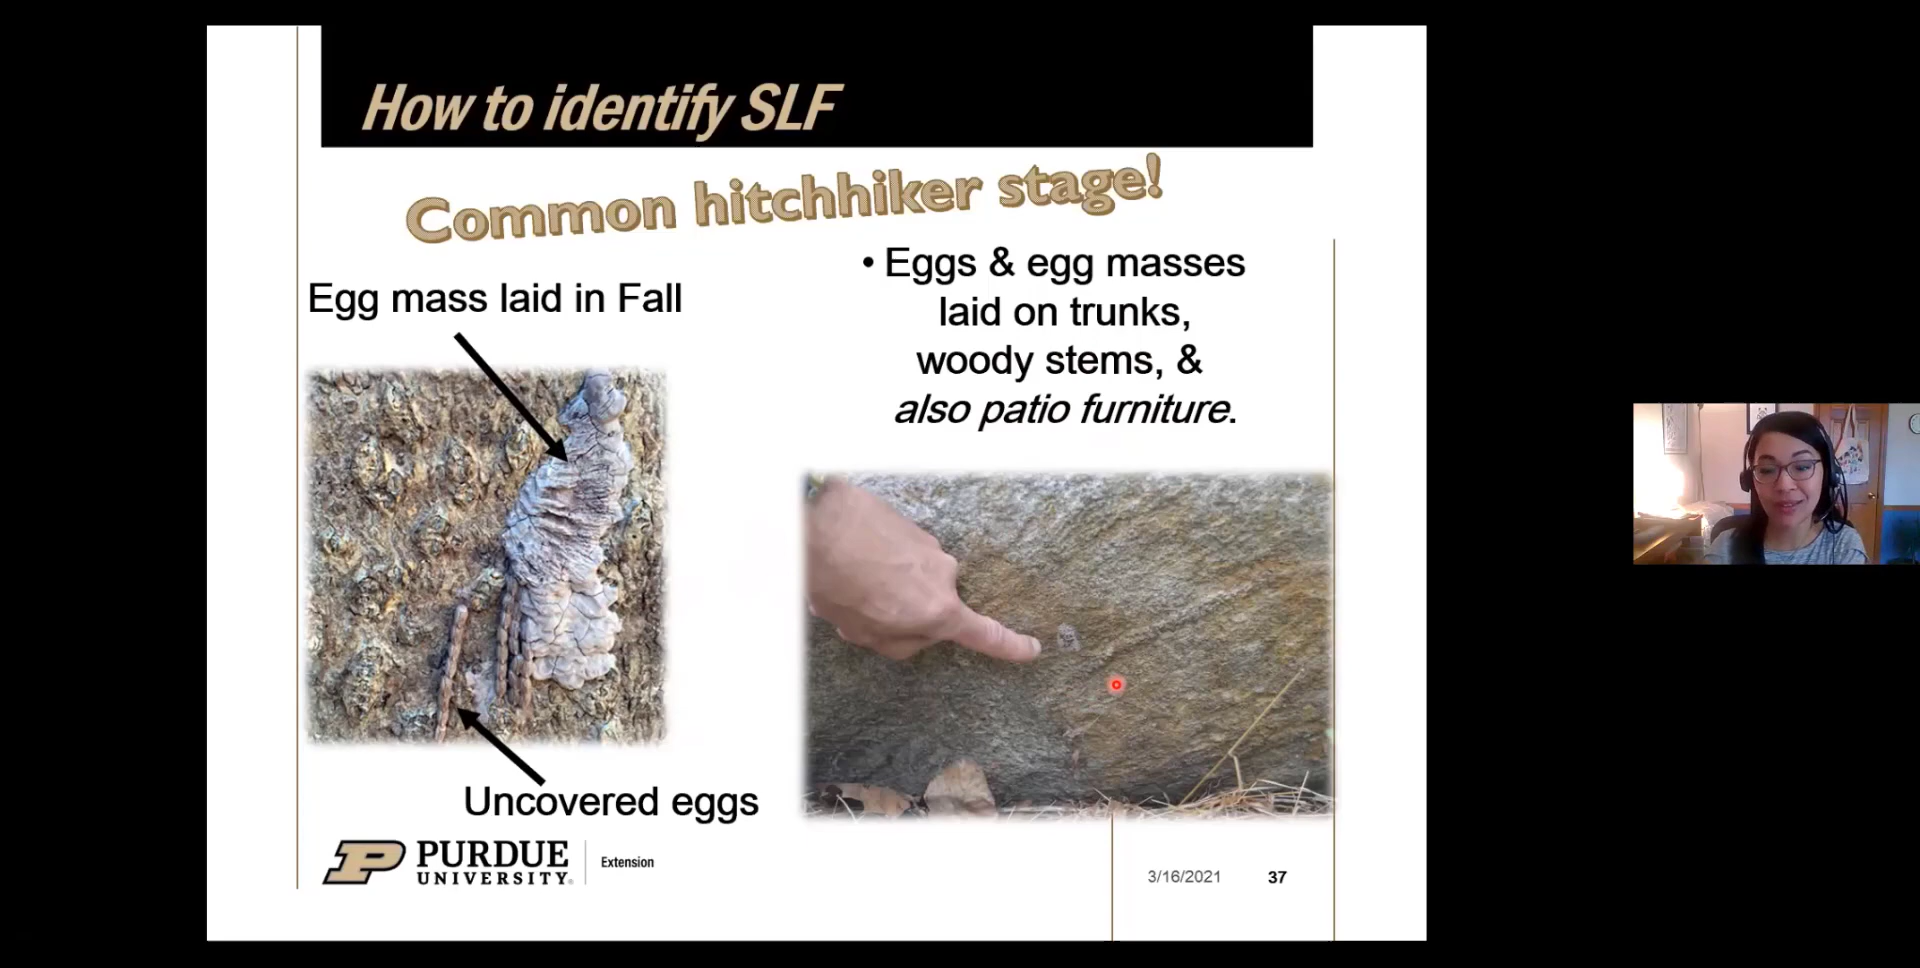 How to identify SLF
Common hitchhiker stage!
Egg mass laid in Fall
• Eggs & egg masses
laid on trunks,
woody stems, &
also patio furniture.
Uncovered eggs
PURDUE
UNIVERSITY.
Extension
3/16/2021
37